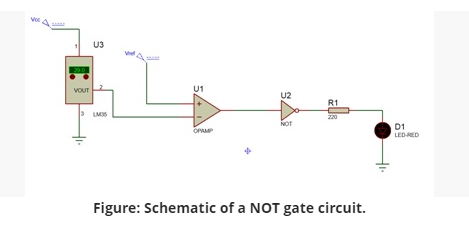 Vcc
U3
1
VOUT
2
3
LM35
Vref
U1
+
−
OPAMP
U2
NOT
R1
220
D1
LED-RED
Figure: Schematic of a NOT gate circuit.